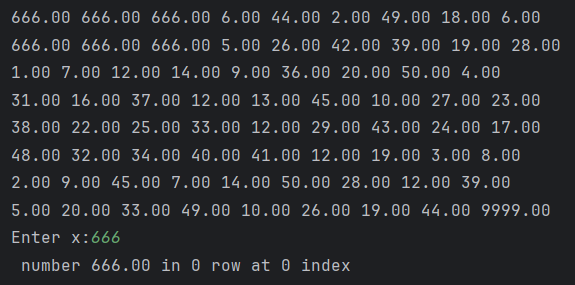 666.00 666.00 666.00 6.00 44.00 2.00 49.00 18.00 6.00
666.00 666.00 666.00 5.00 26.00 42.00 39.00 19.00 28.00
1.00 7.00 12.00 14.00 9.00 36.00 20.00 50.00 4.00
31.00 16.00 37.00 12.00 13.00 45.00 10.00 27.00 23.00
38.00 22.00 25.00 33.00 12.00 29.00 43.00 24.00 17.00
48.00 32.00 34.00 40.00 41.00 12.00 19.00 3.00 8.00
2.00 9.00 45.00 7.00 14.00 50.00 28.00 12.00 39.00
5.00 20.00 33.00 49.00 10.00 26.00 19.00 44.00 9999.00
Enter x:666
 number 666.00 in 0 row at 0 index